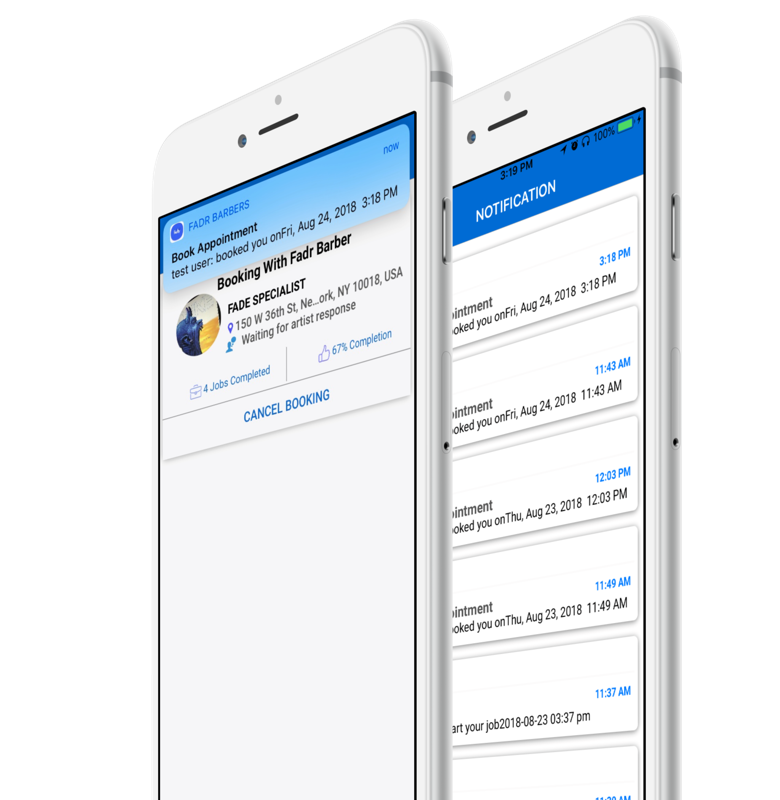 now
FADR BARBERS
Book Appointment
test user: booked you onFri, Aug 24, 2018 3:18 PM
Booking With Fadr Barber
FADE SPECIALIST
150 W 36th St, Ne...ork, NY 10018, USA
Waiting for artist response
4 Jobs Completed
67% Completion
CANCEL BOOKING
3:19 PM
100%
NOTIFICATION
3:18 PM
intment
ooked you onFri, Aug 24, 2018 3:18 PM
11:43 AM
intment
ooked you onFri, Aug 24, 2018 11:43 AM
12:03 PM
intment
ooked you onThu, Aug 23, 2018 12:03 PM
11:49 AM
intment
ooked you onThu, Aug 23, 2018 11:49 AM
11:37 AM
art your job2018-08-23 03:37 pm